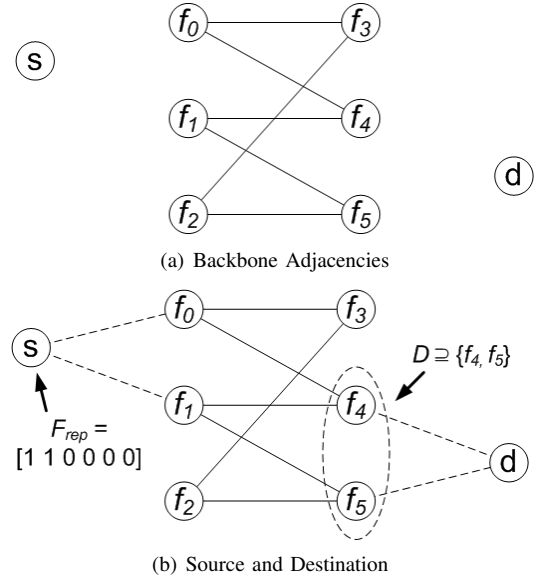 f0 f3
s
f1 f4
d
f2 f5
(a) Backbone Adjacencies
f0 f3
s
D ⊇ {f4, f5}
f1 f4
Frep =
[1 1 0 0 0 0]
d
f2 f5
(b) Source and Destination